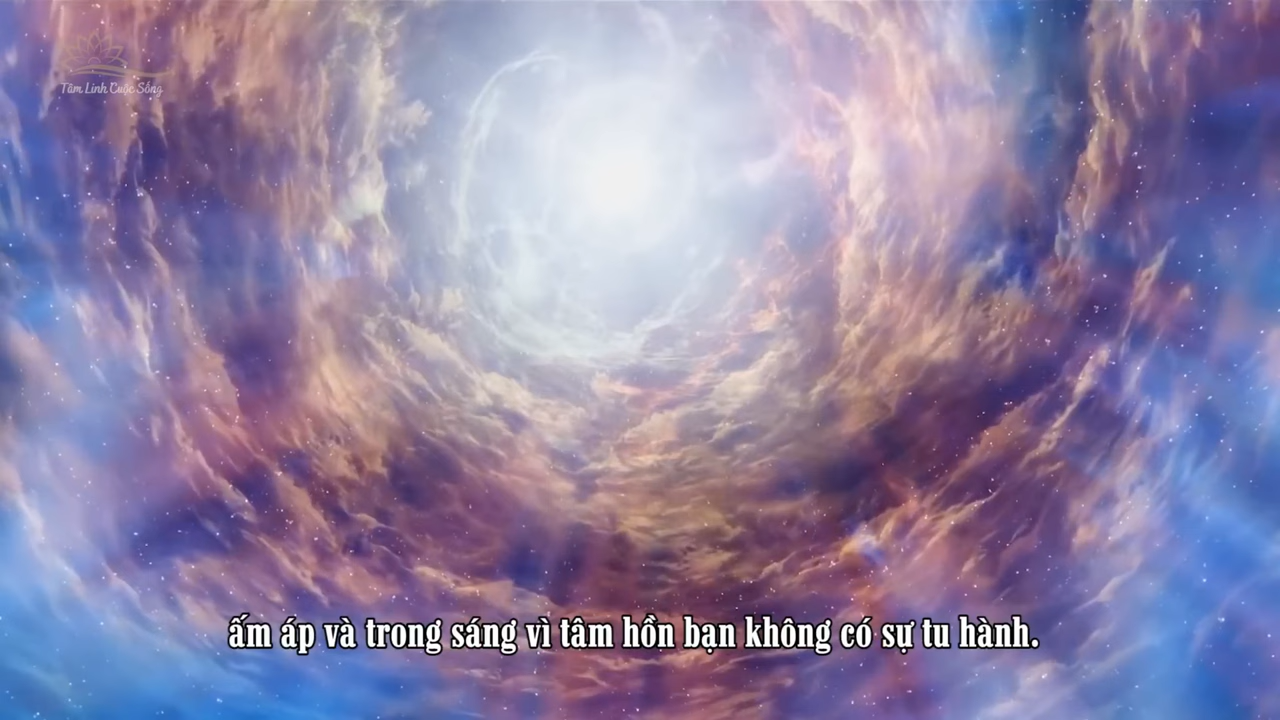 Tâm Linh Cuộc Sống
ấm áp và trong sáng vì tâm hồn bạn không có sự tu hành.